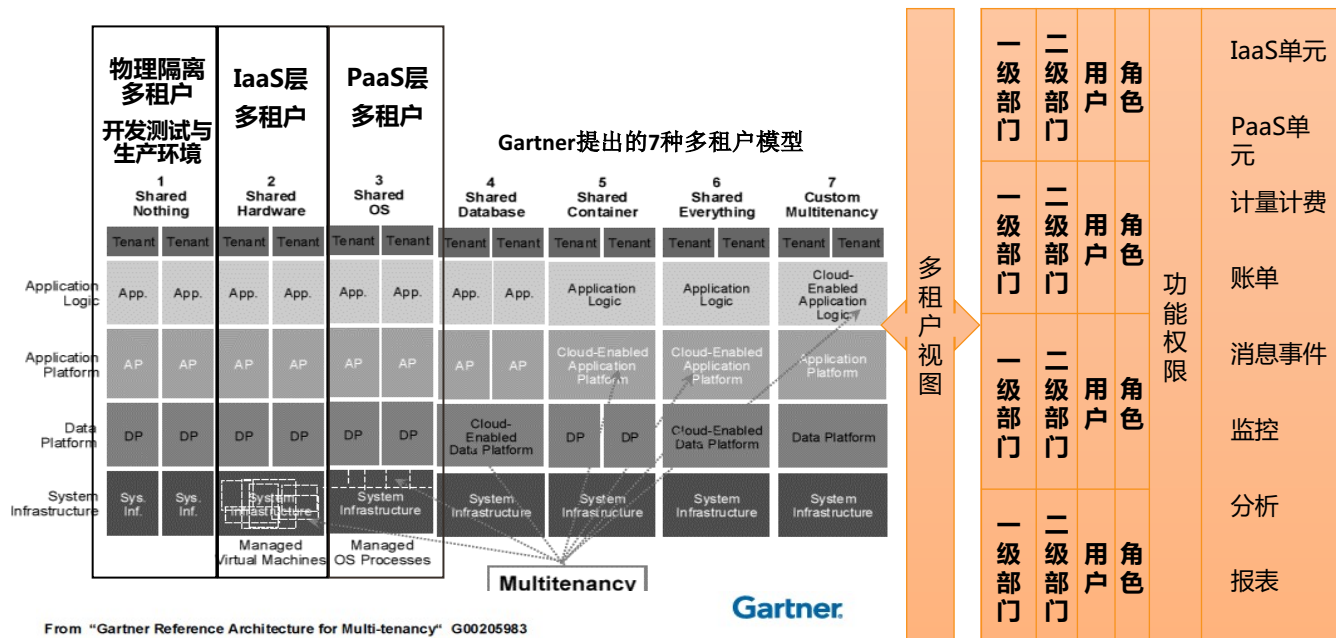 物理隔离
多租户
开发测试与
生产环境
IaaS层
多租户
PaaS层
多租户
Gartner提出的7种多租户模型
1
Shared
Nothing
2
Shared
Hardware
3
Shared
OS
4
Shared
Database
5
Shared
Container
6
Shared
Everything
7
Custom
Multitenancy
Tenant Tenant Tenant Tenant Tenant Tenant Tenant Tenant Tenant Tenant Tenant Tenant Tenant Tenant
Application
Logic
App. App. App. App. App. App. App. App.
Application
Logic
Application
Logic
Cloud-
Enabled
Application
Logic
Application
Platform
AP AP AP AP AP AP AP AP
Cloud-Enabled
Application
Platform
Cloud-Enabled
Application
Platform
Application
Platform
Data
Platform
DP DP DP DP DP DP
Cloud-
Enabled
Data Platform
DP DP
Cloud-Enabled
Data Platform
Data Platform
System
Infrastructure
Sys.
Inf.
Sys.
Inf.
System
Infrastructure
System
Infrastructure
System
Infrastructure
System
Infrastructure
System
Infrastructure
System
Infrastructure
Managed
Virtual Machines
Managed
OS Processes
Multitenancy
Gartner.
From “Gartner Reference Architecture for Multi-tenancy“ G00205983
多租户视图
一级部门 二级部门 用户 角色
一级部门 二级部门 用户 角色
一级部门 二级部门 用户 角色
一级部门 二级部门 用户 角色
功能权限
IaaS单元
PaaS单
元
计量计费
账单
消息事件
监控
分析
报表